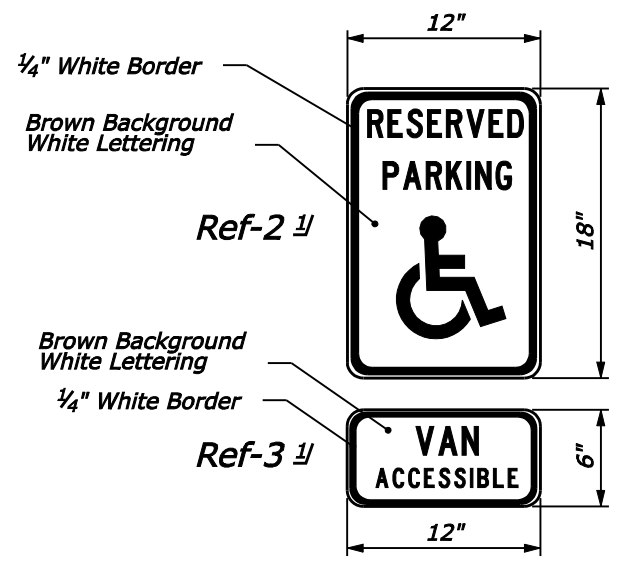 12"
¼" White Border
Brown Background
White Lettering
RESERVED
PARKING
Ref-2 1/
18"
Brown Background
White Lettering
¼" White Border
Ref-3 1/
VAN
ACCESSIBLE
6"
12"